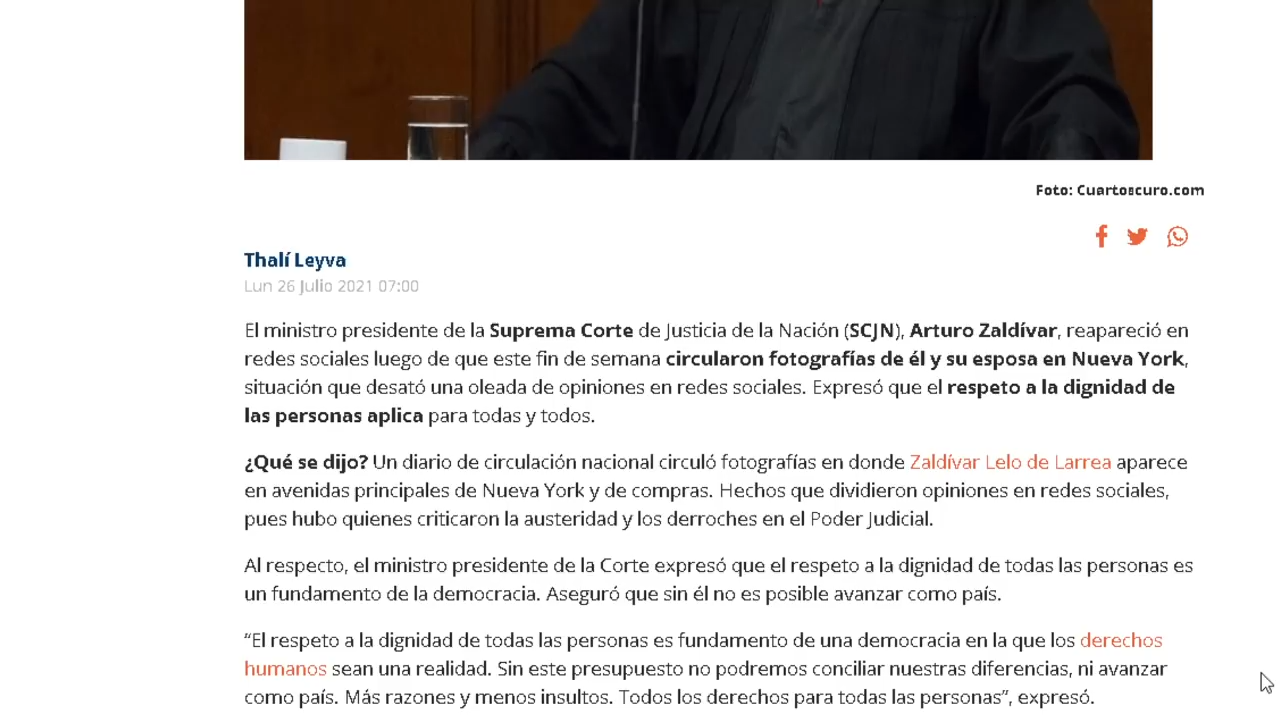 Foto: Cuartoscuro.com
Thalí Leyva
Lun 26 Julio 2021 07:00
El ministro presidente de la Suprema Corte de Justicia de la Nación (SCJN), Arturo Zaldívar, reapareció en
redes sociales luego de que este fin de semana circularon fotografías de él y su esposa en Nueva York,
situación que desató una oleada de opiniones en redes sociales. Expresó que el respeto a la dignidad de
las personas aplica para todas y todos.
¿Qué se dijo? Un diario de circulación nacional circuló fotografías en donde Zaldívar Lelo de Larrea aparece
en avenidas principales de Nueva York y de compras. Hechos que dividieron opiniones en redes sociales,
pues hubo quienes criticaron la austeridad y los derroches en el Poder Judicial.
Al respecto, el ministro presidente de la Corte expresó que el respeto a la dignidad de todas las personas es
un fundamento de la democracia. Aseguró que sin él no es posible avanzar como país.
“El respeto a la dignidad de todas las personas es fundamento de una democracia en la que los derechos
humanos sean una realidad. Sin este presupuesto no podremos conciliar nuestras diferencias, ni avanzar
como país. Más razones y menos insultos. Todos los derechos para todas las personas”, expresó.